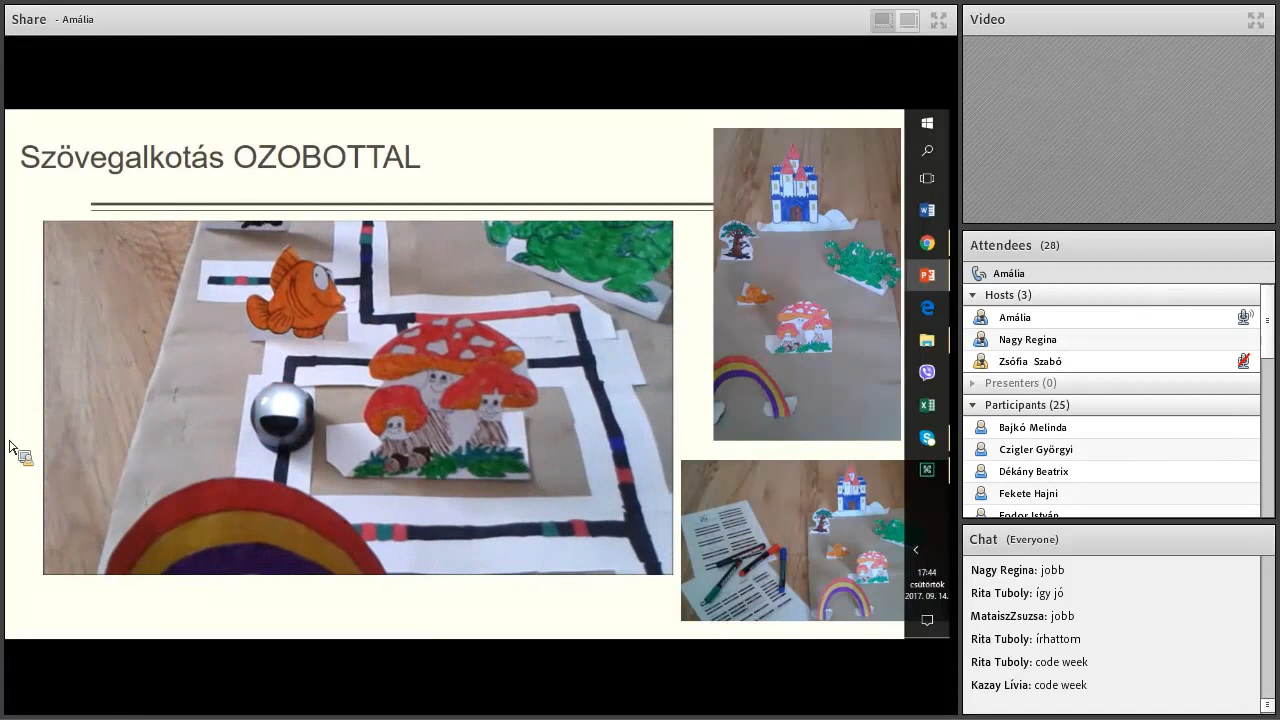 Share - Amália
Szövegalkotás OZOBOTTAL
17:44
csütörtök
2017. 09. 14.
Video
Attendees (28)
Amália
Hosts (3)
Amália
Nagy Regina
Zsófia Szabó
Presenters (0)
Participants (25)
Bajkó Melinda
Czigler Györgyi
Dékány Beatrix
Fekete Hajni
Fodor István
Chat (Everyone)
Nagy Regina: jobb
Rita Tuboly: így jó
MataiszZsuzsa: jobb
Rita Tuboly: írhattom
Rita Tuboly: code week
Kazay Lívia: code week